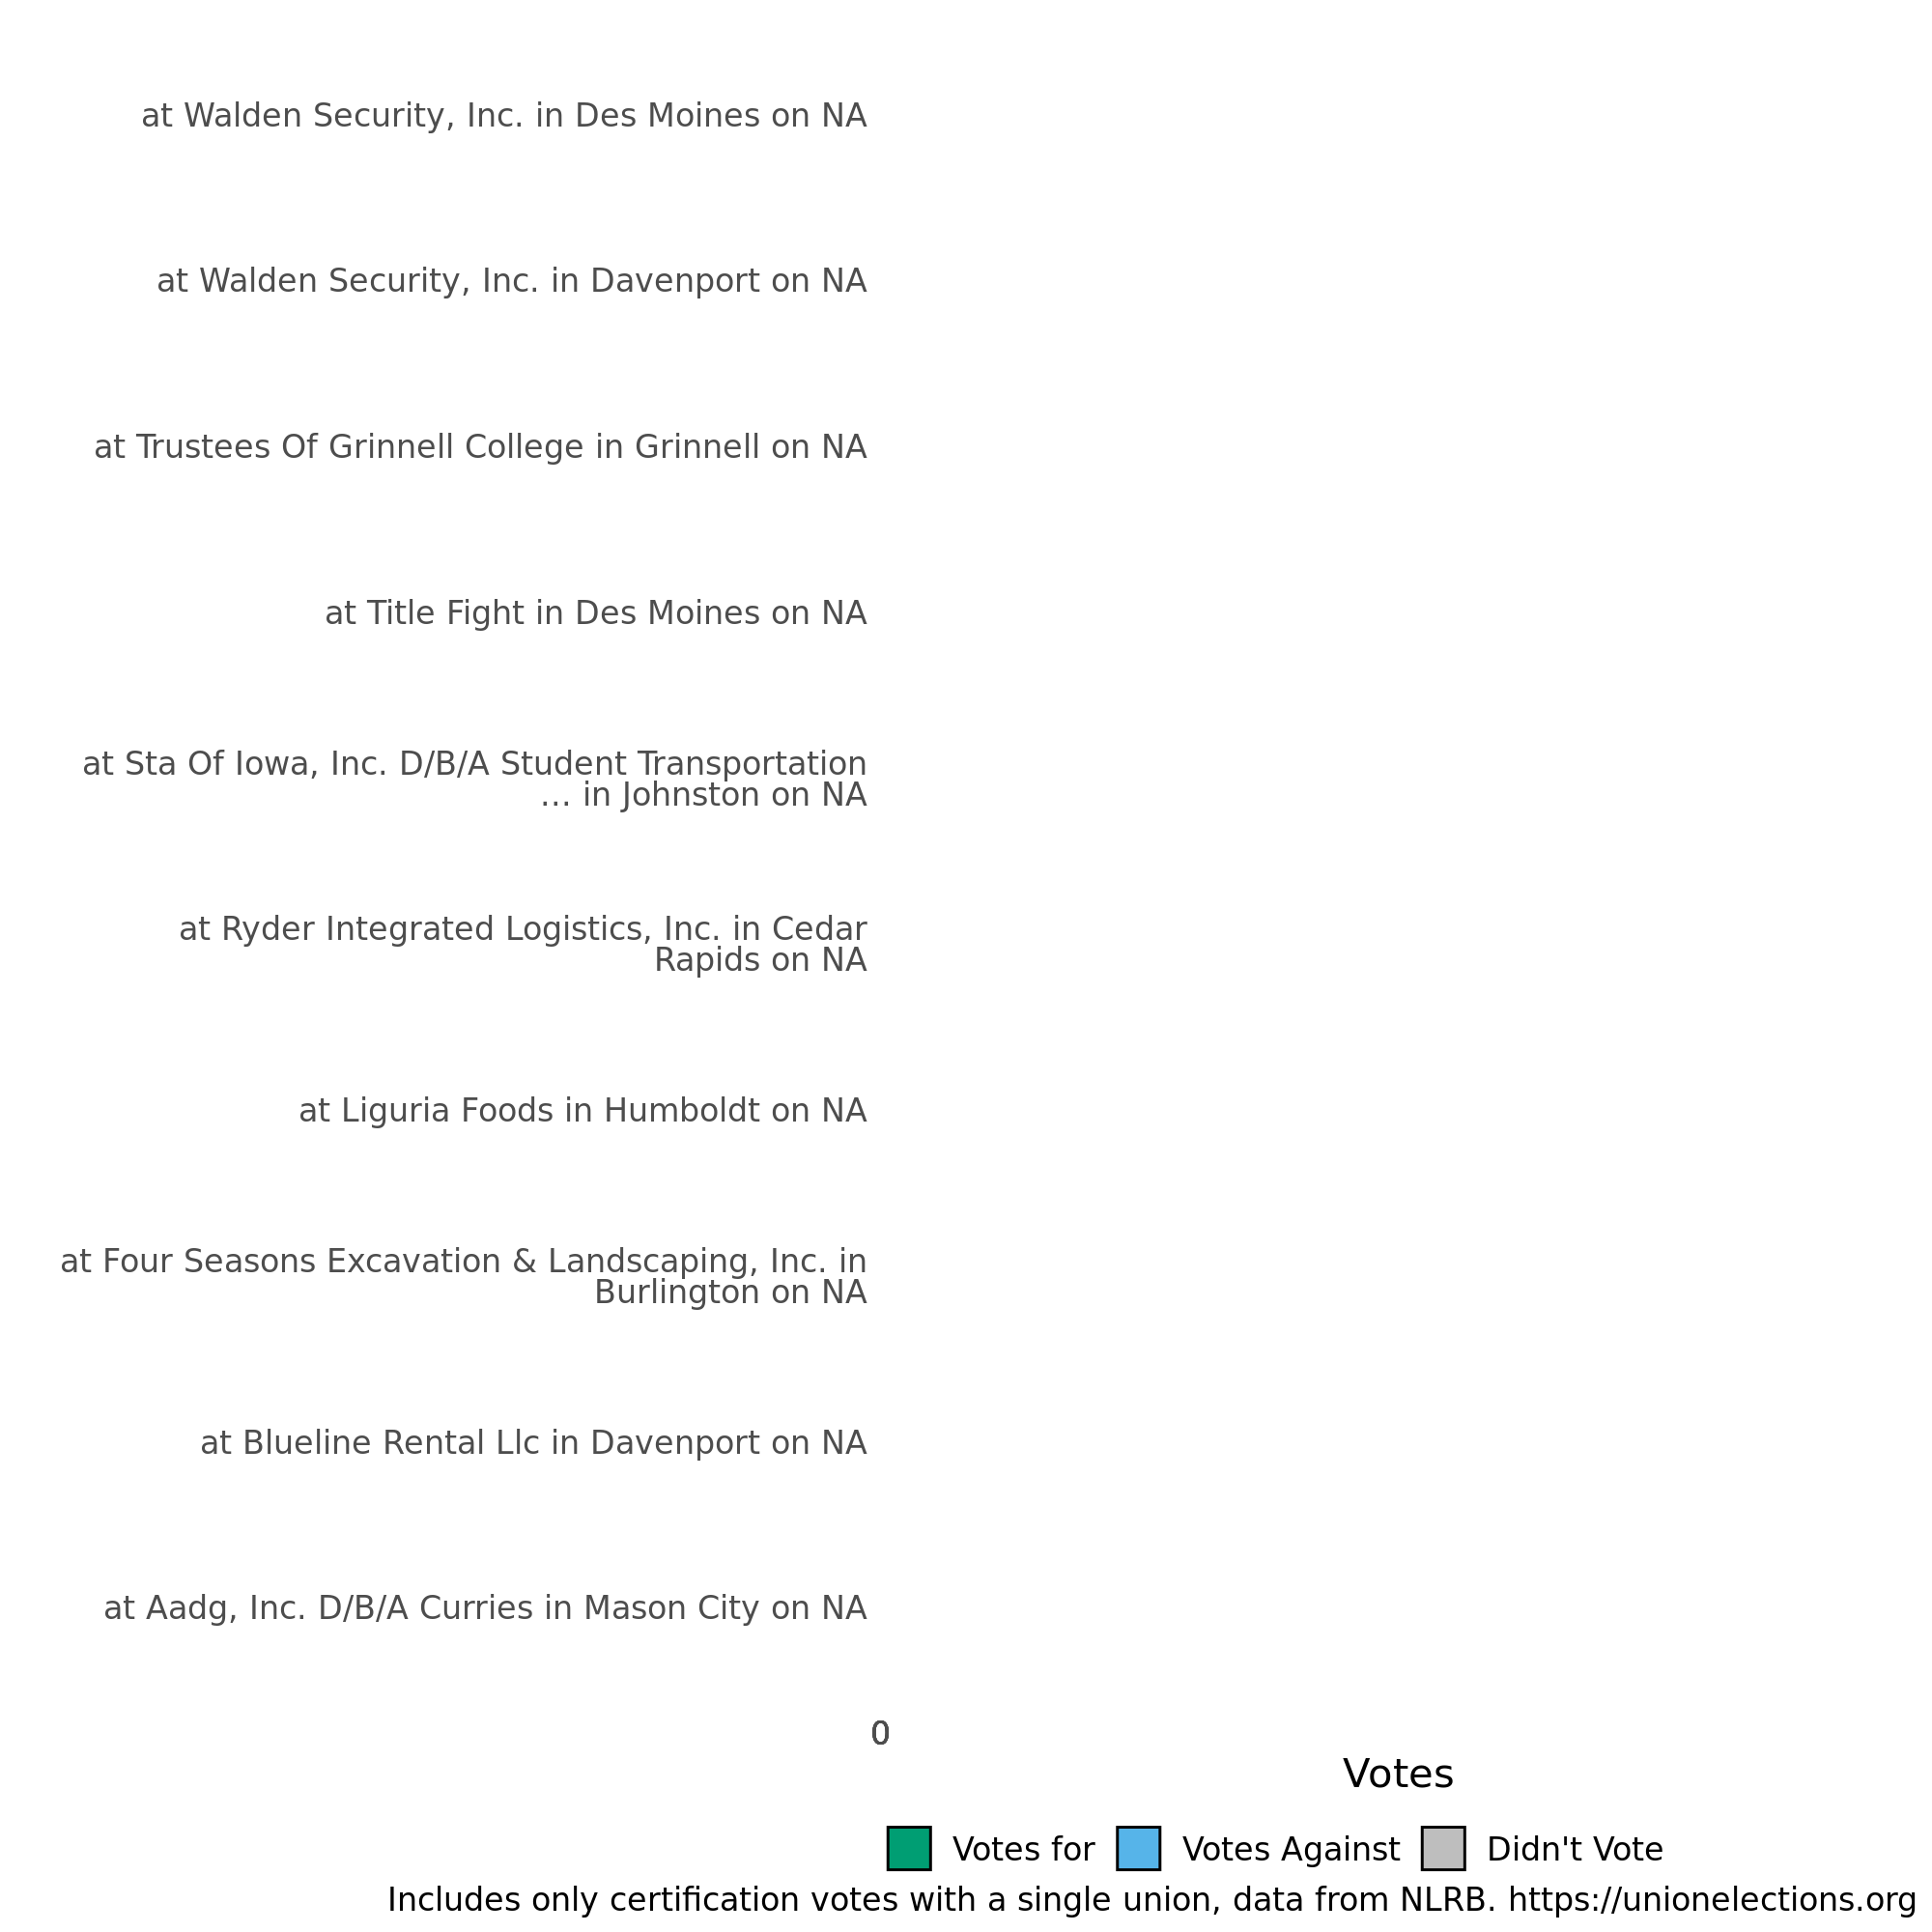 at Walden Security, Inc. in Des Moines on NA
at Walden Security, Inc. in Davenport on NA
at Trustees Of Grinnell College in Grinnell on NA
at Title Fight in Des Moines on NA
at Sta Of Iowa, Inc. D/B/A Student Transportation
... in Johnston on NA
at Ryder Integrated Logistics, Inc. in Cedar
Rapids on NA
at Liguria Foods in Humboldt on NA
at Four Seasons Excavation & Landscaping, Inc. in
Burlington on NA
at Blueline Rental Llc in Davenport on NA
at Aadg, Inc. D/B/A Curries in Mason City on NA
0
Votes
Votes for Votes Against Didn't Vote
Includes only certification votes with a single union, data from NLRB. https://unionelections.org